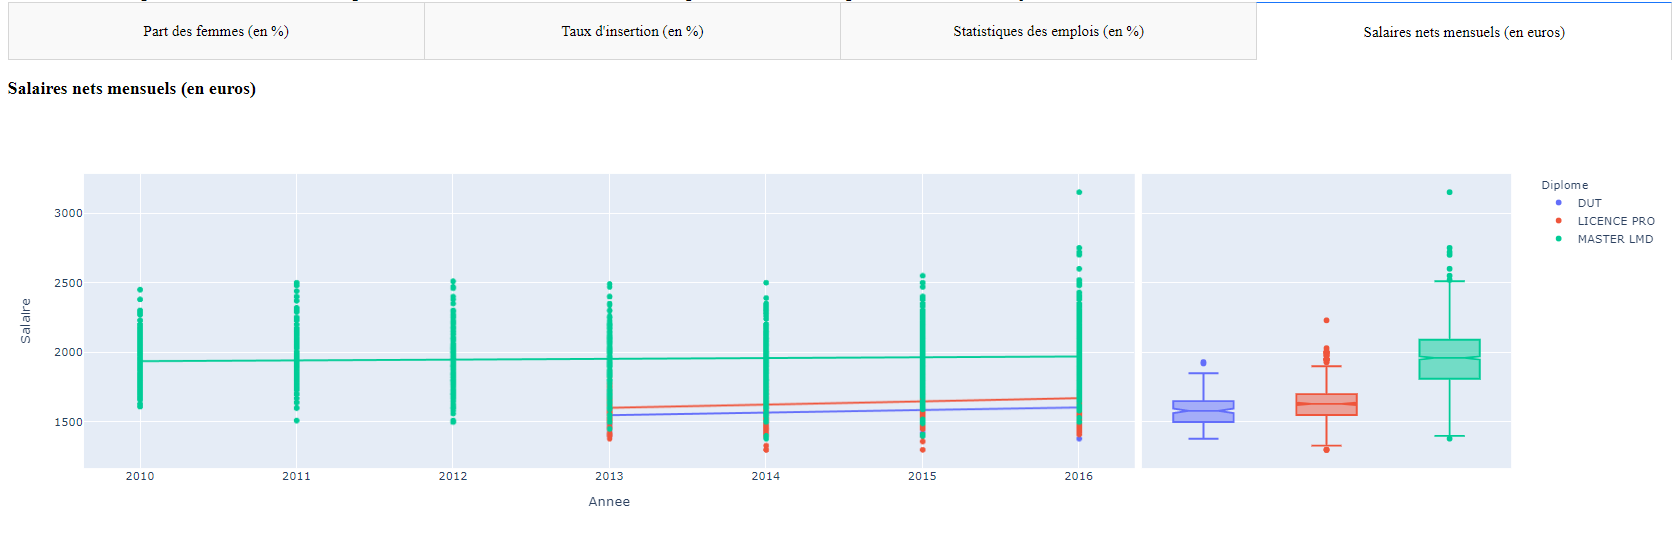 Part des femmes (en %)
Taux d'insertion (en %)
Statistiques des emplois (en %)
Salaires nets mensuels (en euros)
Salaires nets mensuels (en euros)
Diplome
DUT
LICENCE PRO
MASTER LMD
Salaire
3000
2500
2000
1500
2010
2011
2012
2013
2014
2015
2016
Annee